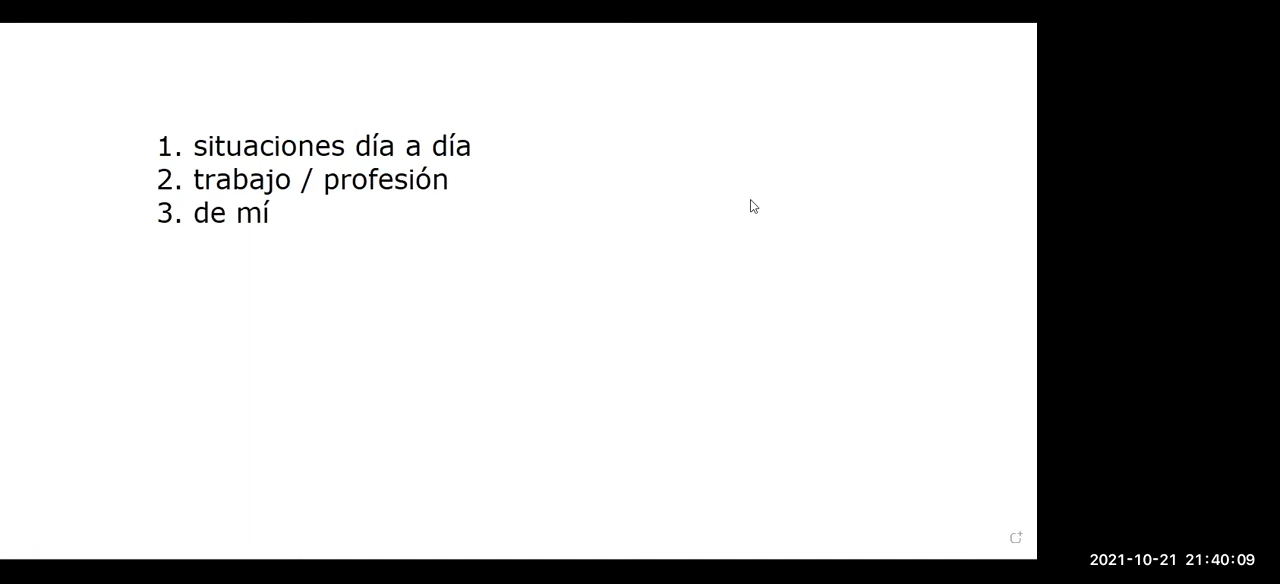 1. situaciones día a día
2. trabajo / profesión
3. de mí
2021-10-21 21:40:09